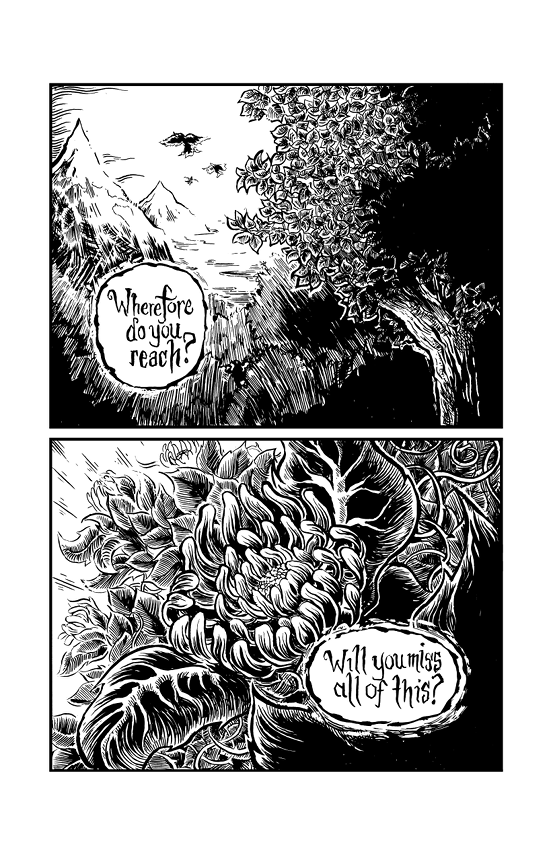 Wherefore
do you
reach?
Will you miss
all of this?